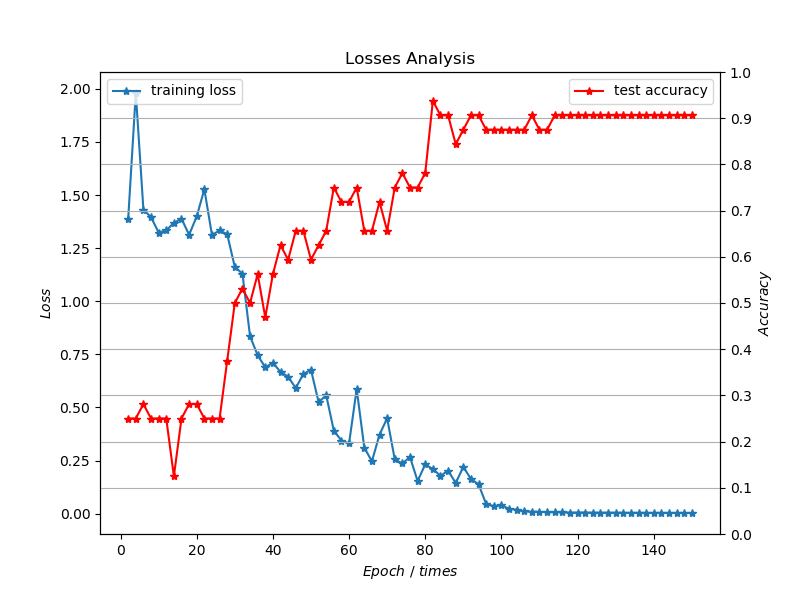 Losses Analysis
training loss
test accuracy
2.00
1.75
1.50
1.25
1.00
0.75
0.50
0.25
0.00
Loss
1.0
0.9
0.8
0.7
0.6
0.5
0.4
0.3
0.2
0.1
0.0
Accuracy
0 20 40 60 80 100 120 140
Epoch / times